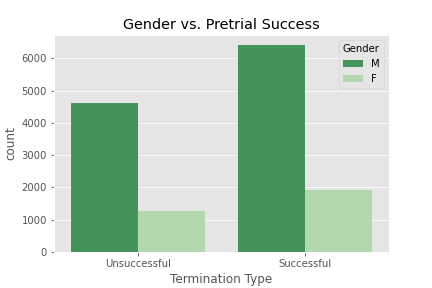 Gender vs. Pretrial Success
Gender
M
F
6000
5000
4000
3000
2000
1000
0
count
Unsuccessful
Successful
Termination Type